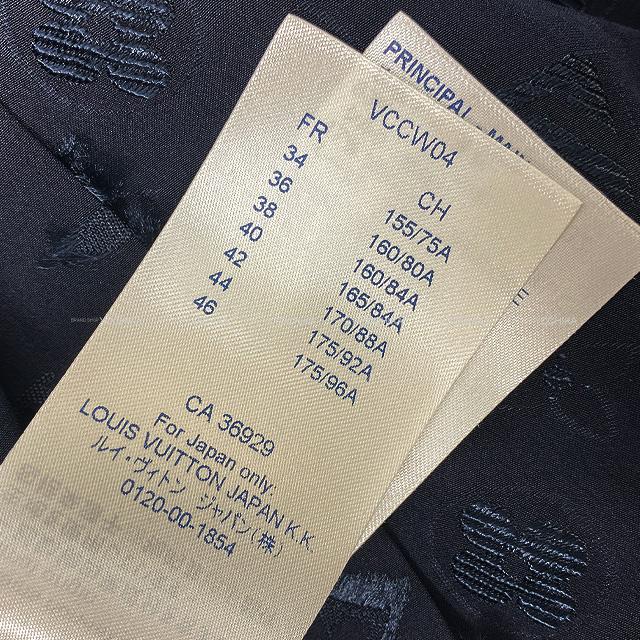 PRINCIPAL
VCCW04
FR CH
34 155/75A
36 160/80A
38 160/84A
40 165/84A
42 170/88A
44 175/92A
46 175/96A
CA 36929
For Japan only.
LOUIS VUITTON JAPAN K.K.
ルイ・ヴィトン ジャパン(株)
0120-00-1854